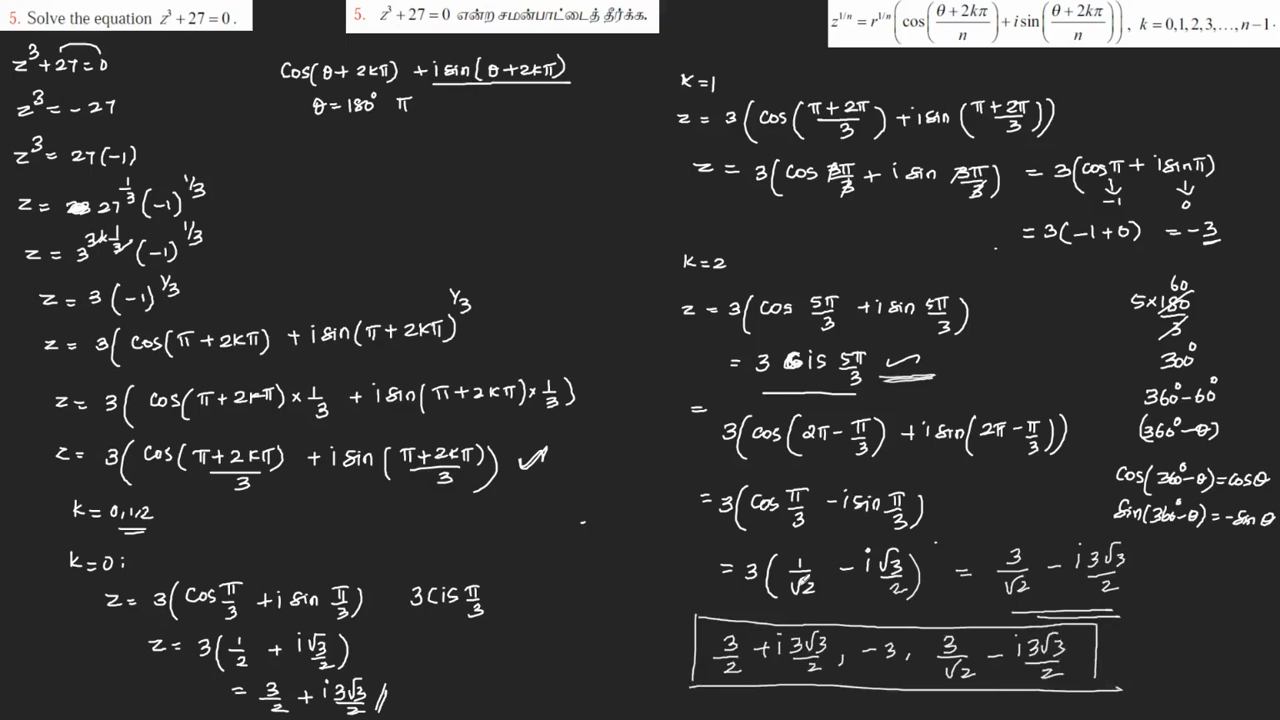 5. Solve the equation z³ + 27 = 0 .
5. z³ + 27 = 0 என்ற சமன்பாட்டைத் தீர்க்க.
z^{1/n} = r^{1/n} ( cos( (θ+2kπ)/n ) + i sin( (θ+2kπ)/n ) ) , k = 0,1,2,3,…,n−1 .
z³ + 27 = 0
z³ = −27
z³ = 27(−1)
z = 27^{1/3} (−1)^{1/3}
z = 3^{3×1/3} (−1)^{1/3}
z = 3 (−1)^{1/3}
z = 3( cos(π+2kπ) + i sin(π+2kπ)^{1/3}
z = 3( cos(π+2kπ)×1/3 + i sin(π+2kπ)×1/3 )
z = 3( cos (π+2kπ)/3 + i sin (π+2kπ)/3 ) ✓
k = 0,1,2
k = 0 :
z = 3( cos π/3 + i sin π/3 ) 3 cis π/3
z = 3( 1/2 + i√3/2 )
= 3/2 + i 3√3/2 //
cos(θ+2kπ) + i sin(θ+2kπ)
θ = 180° π
k = 1
z = 3( cos( (π+2π)/3 ) + i sin( (π+2π)/3 ) )
z = 3( cos 3π/3 + i sin 3π/3 ) = 3( cos π + i sin π )
↓ ↓
−1 0
= 3(−1+0) = −3
k = 2
z = 3( cos 5π/3 + i sin 5π/3 )
= 3 cis 5π/3 ✓
=
3( cos( 2π − π/3 ) + i sin( 2π − π/3 ) )
= 3( cos π/3 − i sin π/3 )
= 3( 1/√2 − i√3/2 ) = 3/√2 − i 3√3/2
3/2 + i 3√3/2 , −3 , 3/√2 − i 3√3/2
60
5×180/3
300°
360°−60°
(360°−θ)
cos(360°−θ) = cosθ
sin(360°−θ) = −sinθ